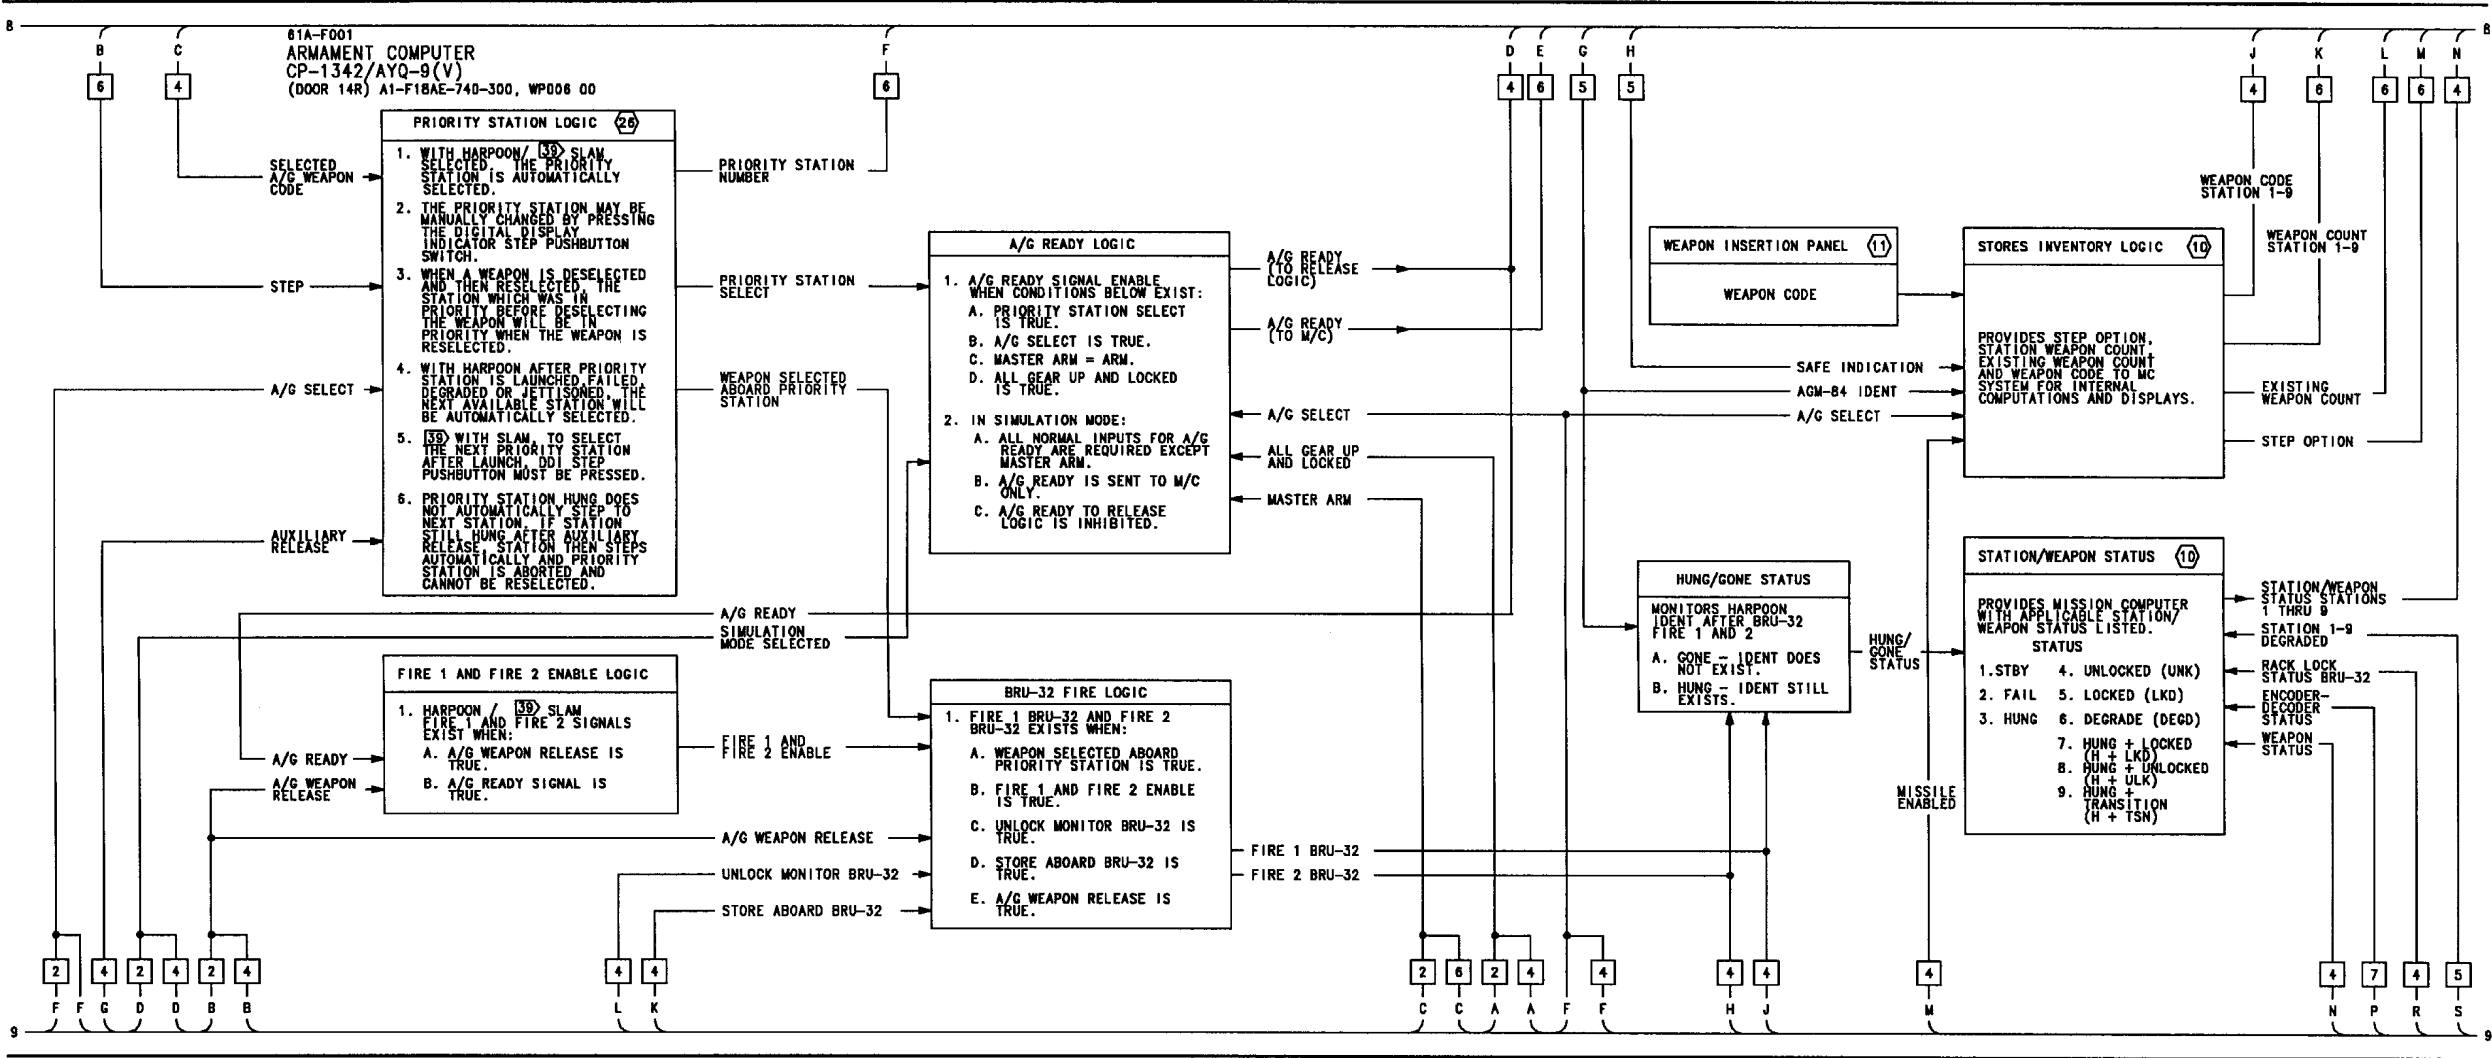 8
8
B
C
F
D
E
G
H
J
K
L
M
N
61A-F001
ARMAMENT COMPUTER
CP-1342/AYQ-9(V)
(DOOR 14R) A1-F18AE-740-300, WP006 00
6
4
6
4
6
5
5
4
6
6
6
4
PRIORITY STATION LOGIC 26
1. WITH HARPOON/ 39 SLAM
SELECTED, THE PRIORITY
STATION IS AUTOMATICALLY
SELECTED.
2. THE PRIORITY STATION MAY BE
MANUALLY CHANGED BY PRESSING
THE DIGITAL DISPLAY
INDICATOR STEP PUSHBUTTON
SWITCH.
3. WHEN A WEAPON IS DESELECTED
AND THEN RESELECTED, THE
STATION WHICH WAS IN
PRIORITY BEFORE DESELECTING
THE WEAPON WILL BE IN
PRIORITY WHEN THE WEAPON IS
RESELECTED.
4. WITH HARPOON AFTER PRIORITY
STATION IS LAUNCHED,FAILED,
DEGRADED OR JETTISONED, THE
NEXT AVAILABLE STATION WILL
BE AUTOMATICALLY SELECTED.
5. 39 WITH SLAM, TO SELECT
THE NEXT PRIORITY STATION
AFTER LAUNCH, DDI STEP
PUSHBUTTON MUST BE PRESSED.
6. PRIORITY STATION HUNG DOES
NOT AUTOMATICALLY STEP TO
NEXT STATION. IF STATION
STILL HUNG AFTER AUXILIARY
RELEASE, STATION THEN STEPS
AUTOMATICALLY AND PRIORITY
STATION IS ABORTED AND
CANNOT BE RESELECTED.
SELECTED
A/G WEAPON
CODE
STEP
A/G SELECT
AUXILIARY
RELEASE
PRIORITY STATION
NUMBER
PRIORITY STATION
SELECT
WEAPON SELECTED
ABOARD PRIORITY
STATION
A/G READY
SIMULATION
MODE SELECTED
A/G READY LOGIC
1. A/G READY SIGNAL ENABLE
WHEN CONDITIONS BELOW EXIST:
A. PRIORITY STATION SELECT
IS TRUE.
B. A/G SELECT IS TRUE.
C. MASTER ARM = ARM.
D. ALL GEAR UP AND LOCKED
IS TRUE.
2. IN SIMULATION MODE:
A. ALL NORMAL INPUTS FOR A/G
READY ARE REQUIRED EXCEPT
MASTER ARM.
B. A/G READY IS SENT TO M/C
ONLY.
C. A/G READY TO RELEASE
LOGIC IS INHIBITED.
A/G READY
(TO RELEASE
LOGIC)
A/G READY
(TO M/C)
A/G SELECT
ALL GEAR UP
AND LOCKED
MASTER ARM
WEAPON INSERTION PANEL 11
WEAPON CODE
SAFE INDICATION
AGM-84 IDENT
A/G SELECT
STORES INVENTORY LOGIC 10
PROVIDES STEP OPTION,
STATION WEAPON COUNT,
EXISTING WEAPON COUNT
AND WEAPON CODE TO MC
SYSTEM FOR INTERNAL
COMPUTATIONS AND DISPLAYS.
WEAPON CODE
STATION 1-9
WEAPON COUNT
STATION 1-9
EXISTING
WEAPON COUNT
STEP OPTION
FIRE 1 AND FIRE 2 ENABLE LOGIC
1. HARPOON / 39 SLAM
FIRE 1 AND FIRE 2 SIGNALS
EXIST WHEN:
A. A/G WEAPON RELEASE IS
TRUE.
B. A/G READY SIGNAL IS
TRUE.
A/G READY
A/G WEAPON
RELEASE
FIRE 1 AND
FIRE 2 ENABLE
A/G WEAPON RELEASE
UNLOCK MONITOR BRU-32
STORE ABOARD BRU-32
BRU-32 FIRE LOGIC
1. FIRE 1 BRU-32 AND FIRE 2
BRU-32 EXISTS WHEN:
A. WEAPON SELECTED ABOARD
PRIORITY STATION IS TRUE.
B. FIRE 1 AND FIRE 2 ENABLE
IS TRUE.
C. UNLOCK MONITOR BRU-32 IS
TRUE.
D. STORE ABOARD BRU-32 IS
TRUE.
E. A/G WEAPON RELEASE IS
TRUE.
FIRE 1 BRU-32
FIRE 2 BRU-32
HUNG/GONE STATUS
MONITORS HARPOON
IDENT AFTER BRU-32
FIRE 1 AND 2
A. GONE - IDENT DOES
NOT EXIST.
B. HUNG - IDENT STILL
EXISTS.
HUNG/
GONE
STATUS
MISSILE
ENABLED
STATION/WEAPON STATUS 10
PROVIDES MISSION COMPUTER
WITH APPLICABLE STATION/
WEAPON STATUS LISTED.
STATUS
1.STBY 4. UNLOCKED (UNK)
2. FAIL 5. LOCKED (LKD)
3. HUNG 6. DEGRADE (DEGD)
7. HUNG + LOCKED
(H + LKD)
8. HUNG + UNLOCKED
(H + ULK)
9. HUNG +
TRANSITION
(H + TSN)
STATION/WEAPON
STATUS STATIONS
1 THRU 9
STATION 1-9
DEGRADED
RACK LOCK
STATUS BRU-32
ENCODER-
DECODER
STATUS
WEAPON
STATUS
2
4
2
4
2
4
4
4
2
6
2
4
4
4
4
4
4
7
4
5
F
F
G
D
D
B
B
L
K
C
C
A
A
F
F
H
J
M
N
P
R
S
9
9